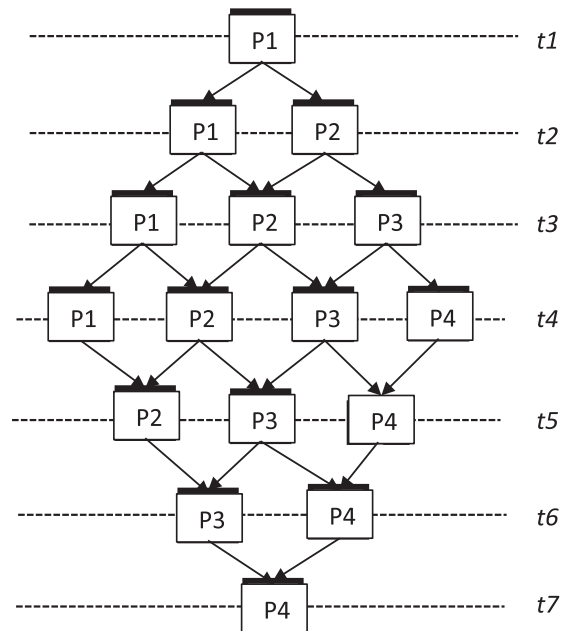 P1 t1
P1 P2 t2
P1 P2 P3 t3
P1 P2 P3 P4 t4
P2 P3 P4 t5
P3 P4 t6
P4 t7